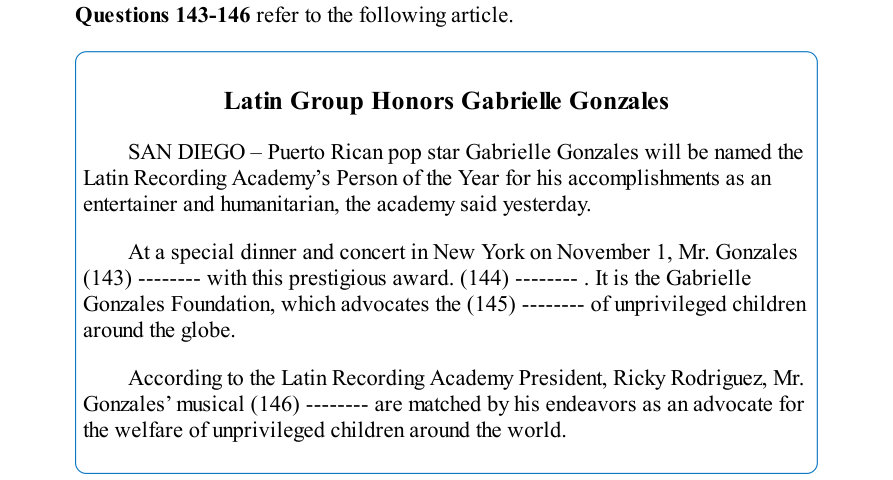 Questions 143-146 refer to the following article.
Latin Group Honors Gabrielle Gonzales
SAN DIEGO – Puerto Rican pop star Gabrielle Gonzales will be named the
Latin Recording Academy's Person of the Year for his accomplishments as an
entertainer and humanitarian, the academy said yesterday.
At a special dinner and concert in New York on November 1, Mr. Gonzales
(143) -------- with this prestigious award. (144) -------- . It is the Gabrielle
Gonzales Foundation, which advocates the (145) -------- of unprivileged children
around the globe.
According to the Latin Recording Academy President, Ricky Rodriguez, Mr.
Gonzales' musical (146) -------- are matched by his endeavors as an advocate for
the welfare of unprivileged children around the world.